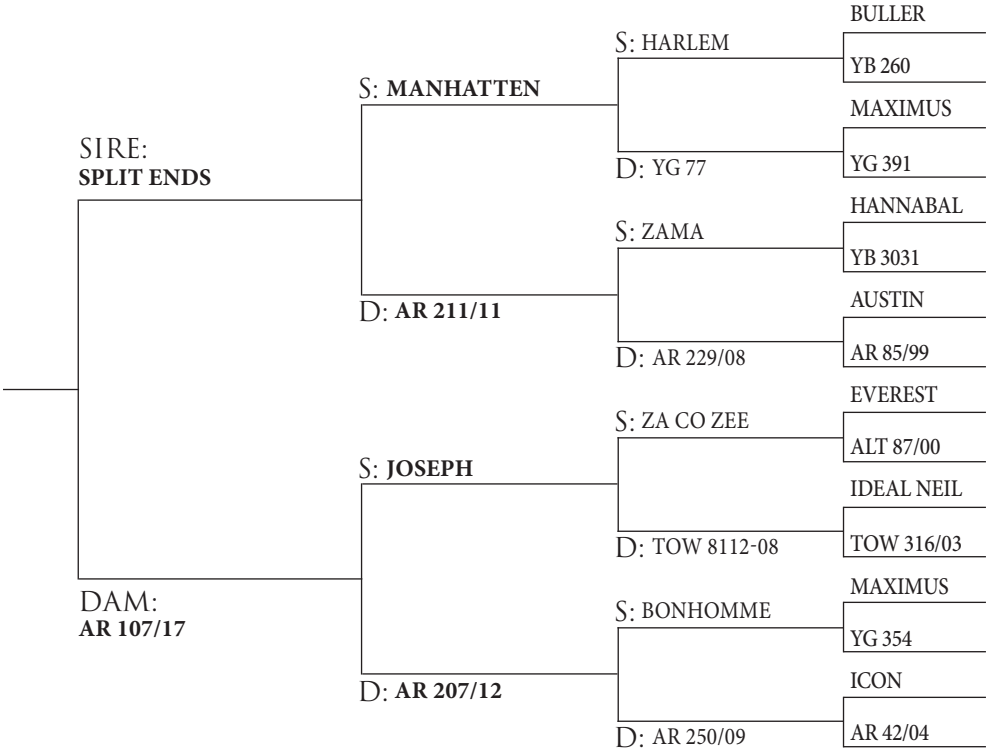 BULLER
S: HARLEM
YB 260
S: MANHATTEN
MAXIMUS
SIRE:
SPLIT ENDS
D: YG 77
YG 391
HANNABAL
S: ZAMA
YB 3031
D: AR 211/11
AUSTIN
D: AR 229/08
AR 85/99
EVEREST
S: ZA CO ZEE
ALT 87/00
S: JOSEPH
IDEAL NEIL
D: TOW 8112-08
TOW 316/03
DAM:
AR 107/17
MAXIMUS
S: BONHOMME
YG 354
D: AR 207/12
ICON
D: AR 250/09
AR 42/04